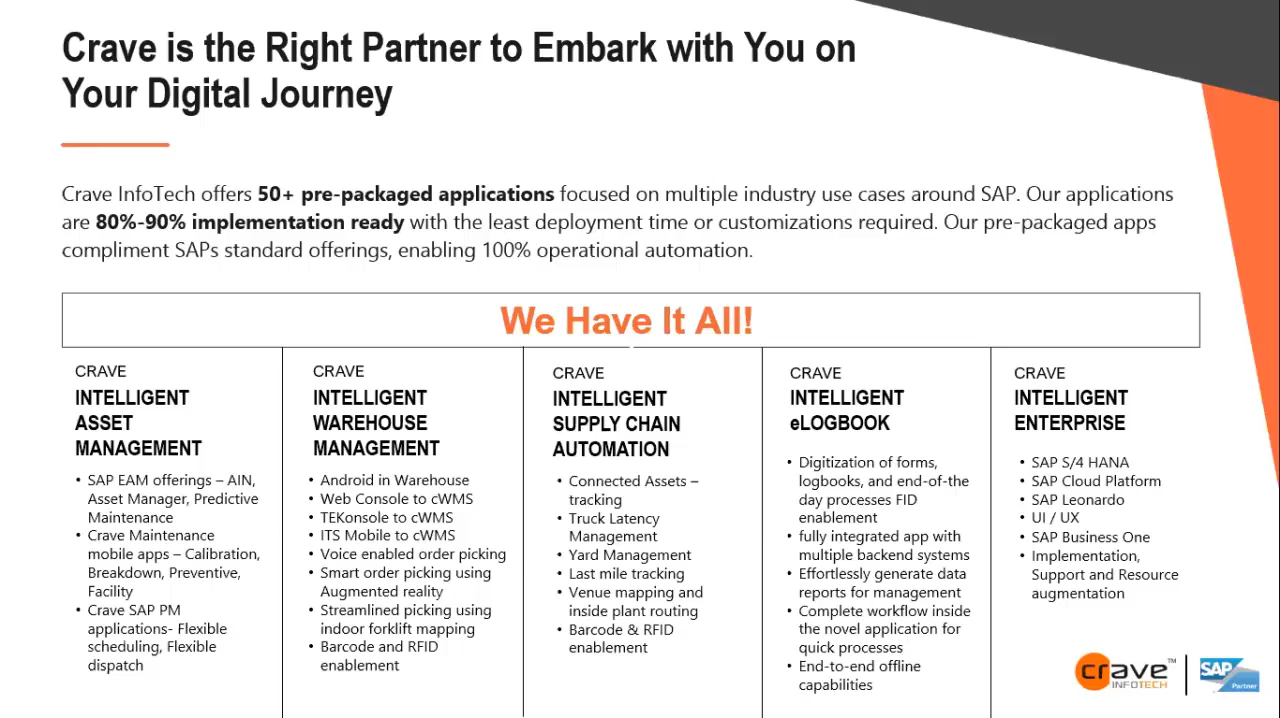 Crave is the Right Partner to Embark with You on
Your Digital Journey
Crave InfoTech offers 50+ pre-packaged applications focused on multiple industry use cases around SAP. Our applications
are 80%-90% implementation ready with the least deployment time or customizations required. Our pre-packaged apps
compliment SAPs standard offerings, enabling 100% operational automation.
We Have It All!
CRAVE
INTELLIGENT
ASSET
MANAGEMENT
• SAP EAM offerings – AIN,
Asset Manager, Predictive
Maintenance
• Crave Maintenance
mobile apps – Calibration,
Breakdown, Preventive,
Facility
• Crave SAP PM
applications- Flexible
scheduling, Flexible
dispatch
CRAVE
INTELLIGENT
WAREHOUSE
MANAGEMENT
• Android in Warehouse
• Web Console to cWMS
• TEKonsole to cWMS
• ITS Mobile to cWMS
• Voice enabled order picking
• Smart order picking using
Augmented reality
• Streamlined picking using
indoor forklift mapping
• Barcode and RFID
enablement
CRAVE
INTELLIGENT
SUPPLY CHAIN
AUTOMATION
• Connected Assets –
tracking
• Truck Latency
Management
• Yard Management
• Last mile tracking
• Venue mapping and
inside plant routing
• Barcode & RFID
enablement
CRAVE
INTELLIGENT
eLOGBOOK
• Digitization of forms,
logbooks, and end-of-the
day processes FID
enablement
• fully integrated app with
multiple backend systems
• Effortlessly generate data
reports for management
• Complete workflow inside
the novel application for
quick processes
• End-to-end offline
capabilities
CRAVE
INTELLIGENT
ENTERPRISE
• SAP S/4 HANA
• SAP Cloud Platform
• SAP Leonardo
• UI / UX
• SAP Business One
• Implementation,
Support and Resource
augmentation
crave™
INFOTECH
SAP
Partner